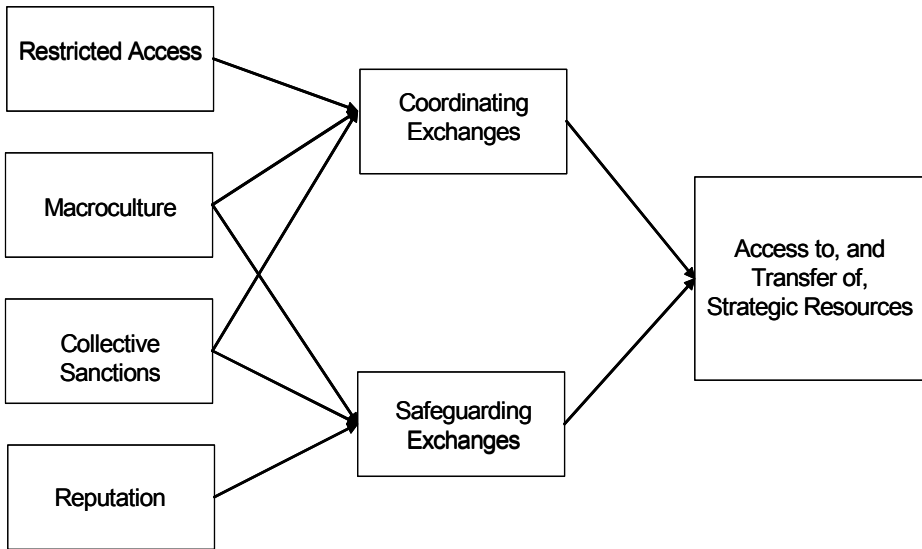 Restricted Access
Macroculture
Collective
Sanctions
Reputation
Coordinating
Exchanges
Safeguarding
Exchanges
Access to, and
Transfer of,
Strategic Resources